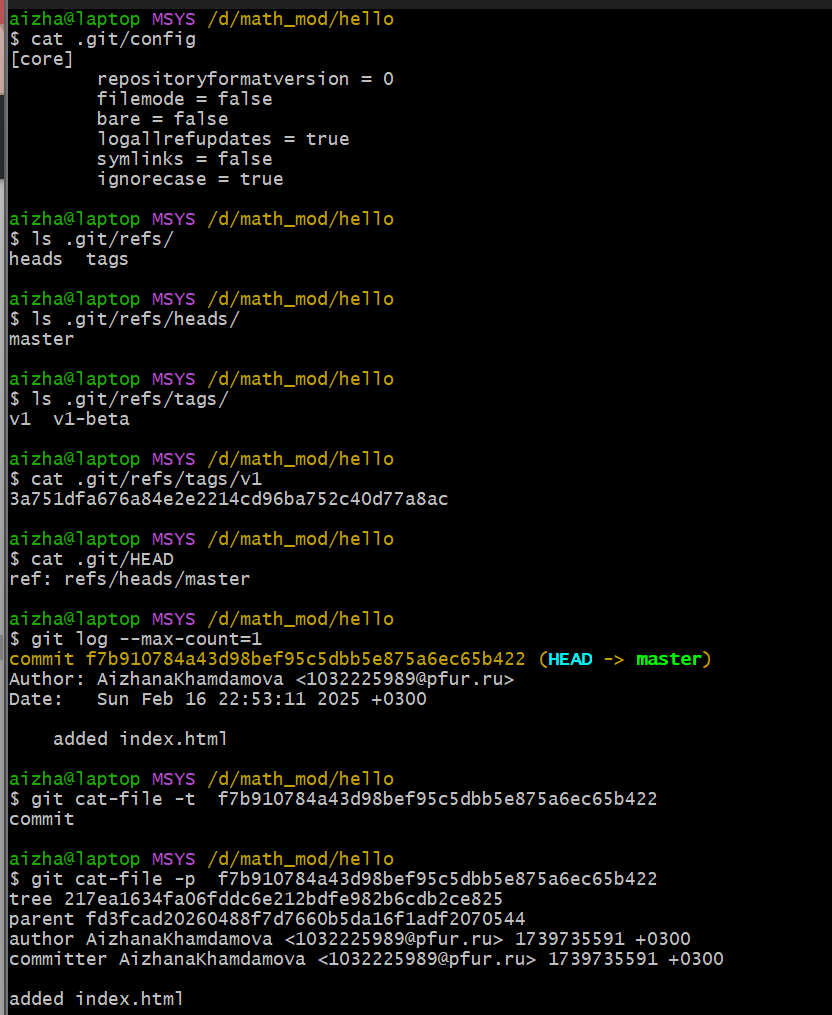 aizha@laptop MSYS /d/math_mod/hello
$ cat .git/config
[core]
        repositoryformatversion = 0
        filemode = false
        bare = false
        logallrefupdates = true
        symlinks = false
        ignorecase = true
aizha@laptop MSYS /d/math_mod/hello
$ ls .git/refs/
heads  tags
aizha@laptop MSYS /d/math_mod/hello
$ ls .git/refs/heads/
master
aizha@laptop MSYS /d/math_mod/hello
$ ls .git/refs/tags/
v1  v1-beta
aizha@laptop MSYS /d/math_mod/hello
$ cat .git/refs/tags/v1
3a751dfa676a84e2e2214cd96ba752c40d77a8ac
aizha@laptop MSYS /d/math_mod/hello
$ cat .git/HEAD
ref: refs/heads/master
aizha@laptop MSYS /d/math_mod/hello
$ git log --max-count=1
commit f7b910784a43d98bef95c5dbb5e875a6ec65b422 (HEAD -> master)
Author: AizhanaKhamdamova <1032225989@pfur.ru>
Date:   Sun Feb 16 22:53:11 2025 +0300
    added index.html
aizha@laptop MSYS /d/math_mod/hello
$ git cat-file -t  f7b910784a43d98bef95c5dbb5e875a6ec65b422
commit
aizha@laptop MSYS /d/math_mod/hello
$ git cat-file -p  f7b910784a43d98bef95c5dbb5e875a6ec65b422
tree 217ea1634fa06fddc6e212bdfe982b6cdb2ce825
parent fd3fcad20260488f7d7660b5da16f1adf2070544
author AizhanaKhamdamova <1032225989@pfur.ru> 1739735591 +0300
committer AizhanaKhamdamova <1032225989@pfur.ru> 1739735591 +0300
added index.html